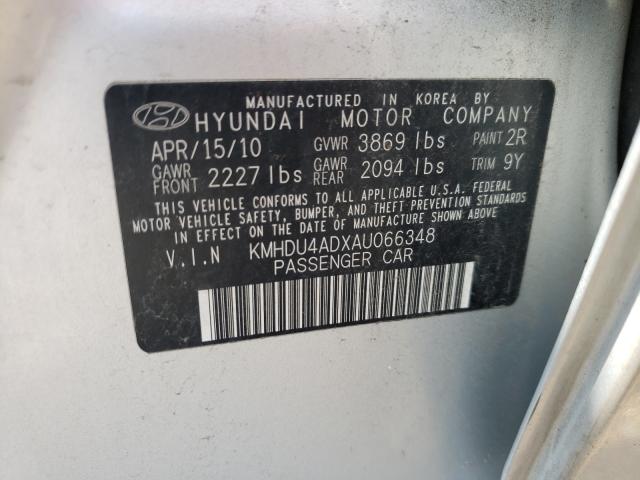 MANUFACTURED IN KOREA BY
HYUNDAI MOTOR COMPANY
APR/15/10 GVWR 3869 lbs PAINT 2R
GAWR FRONT 2227 lbs GAWR REAR 2094 lbs TRIM 9Y
THIS VEHICLE CONFORMS TO ALL APPLICABLE U.S.A. FEDERAL
MOTOR VEHICLE SAFETY, BUMPER, AND THEFT PREVENTION STANDARDS
IN EFFECT ON THE DATE OF MANUFACTURE SHOWN ABOVE
V.I.N KMHDU4ADXAU066348
PASSENGER CAR